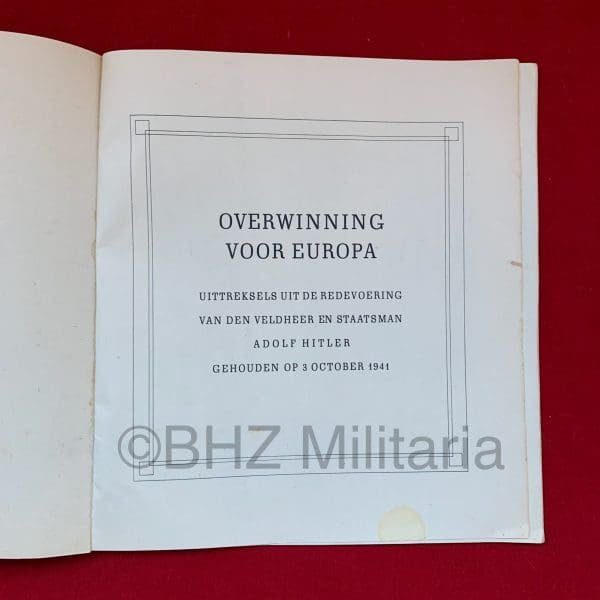 OVERWINNING
VOOR EUROPA
UITTREKSELS UIT DE REDEVOERING
VAN DEN VELDHEER EN STAATSMAN
ADOLF HITLER
GEHOUDEN OP 3 OCTOBER 1941
©BHZ Militaria